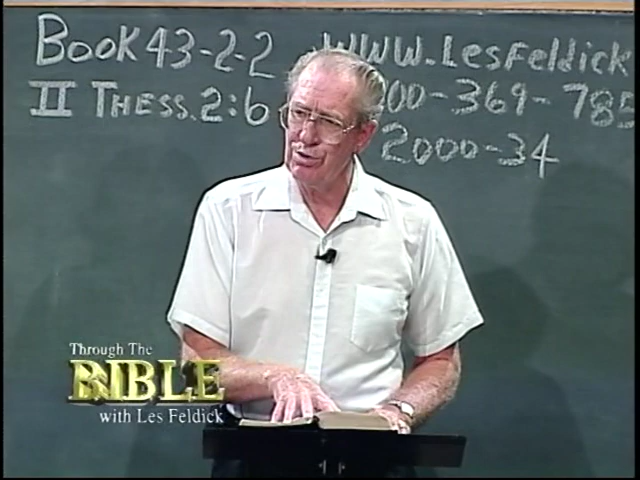 Book 43-2-2
II THESS. 2:6
WWW. LesFeldick
00-369-785
2000-34
Through The
BIBLE
with Les Feldick